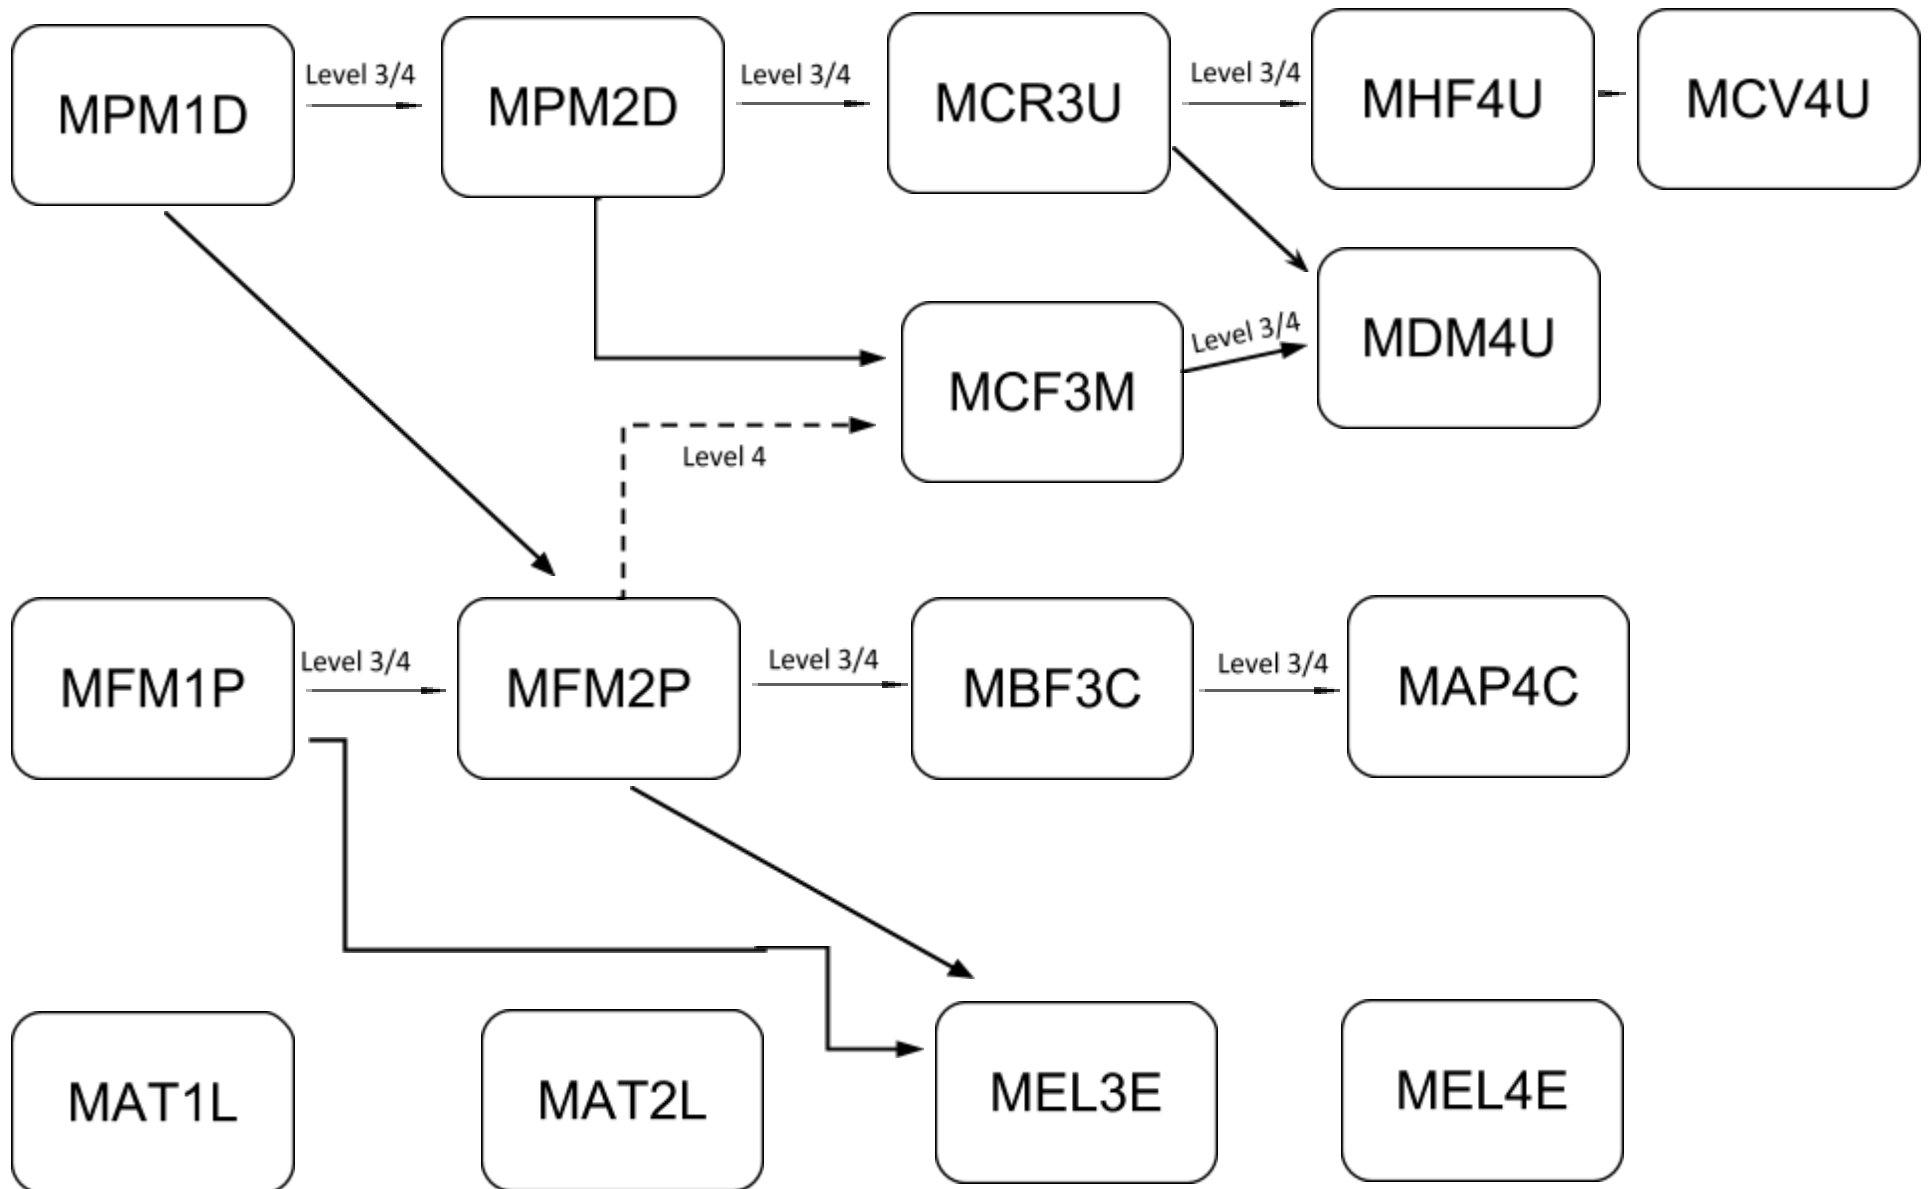 MPM1D
Level 3/4
MPM2D
Level 3/4
MCR3U
Level 3/4
MHF4U
MCV4U
MCF3M
Level 3/4
MDM4U
Level 4
MFM1P
Level 3/4
MFM2P
Level 3/4
MBF3C
Level 3/4
MAP4C
MAT1L
MAT2L
MEL3E
MEL4E